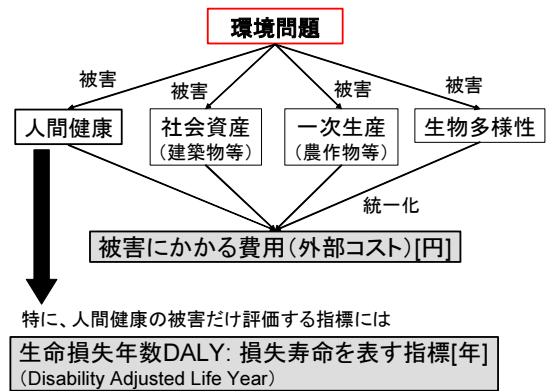 環境問題
被害
被害
被害
被害
人間健康
社会資産
（建築物等）
一次生産
（農作物等）
生物多様性
統一化
被害にかかる費用（外部コスト）[円]
特に、人間健康の被害だけ評価する指標には
生命損失年数DALY: 損失寿命を表す指標[年]
（Disability Adjusted Life Year）